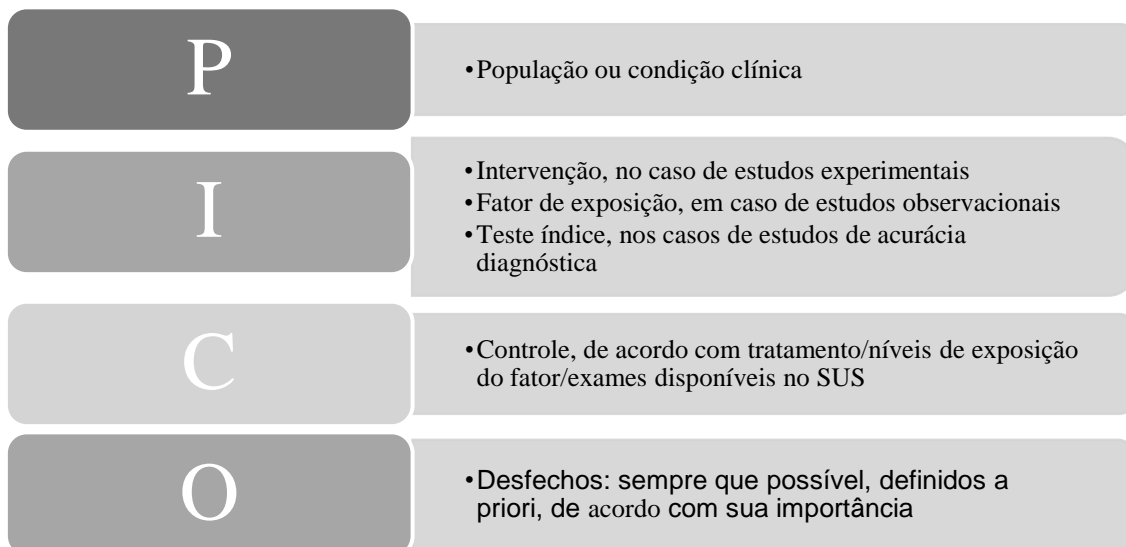 P
•População ou condição clínica
I
•Intervenção, no caso de estudos experimentais
•Fator de exposição, em caso de estudos observacionais
•Teste índice, nos casos de estudos de acurácia
diagnóstica
C
•Controle, de acordo com tratamento/níveis de exposição
do fator/exames disponíveis no SUS
O
•Desfechos: sempre que possível, definidos a
priori, de acordo com sua importância